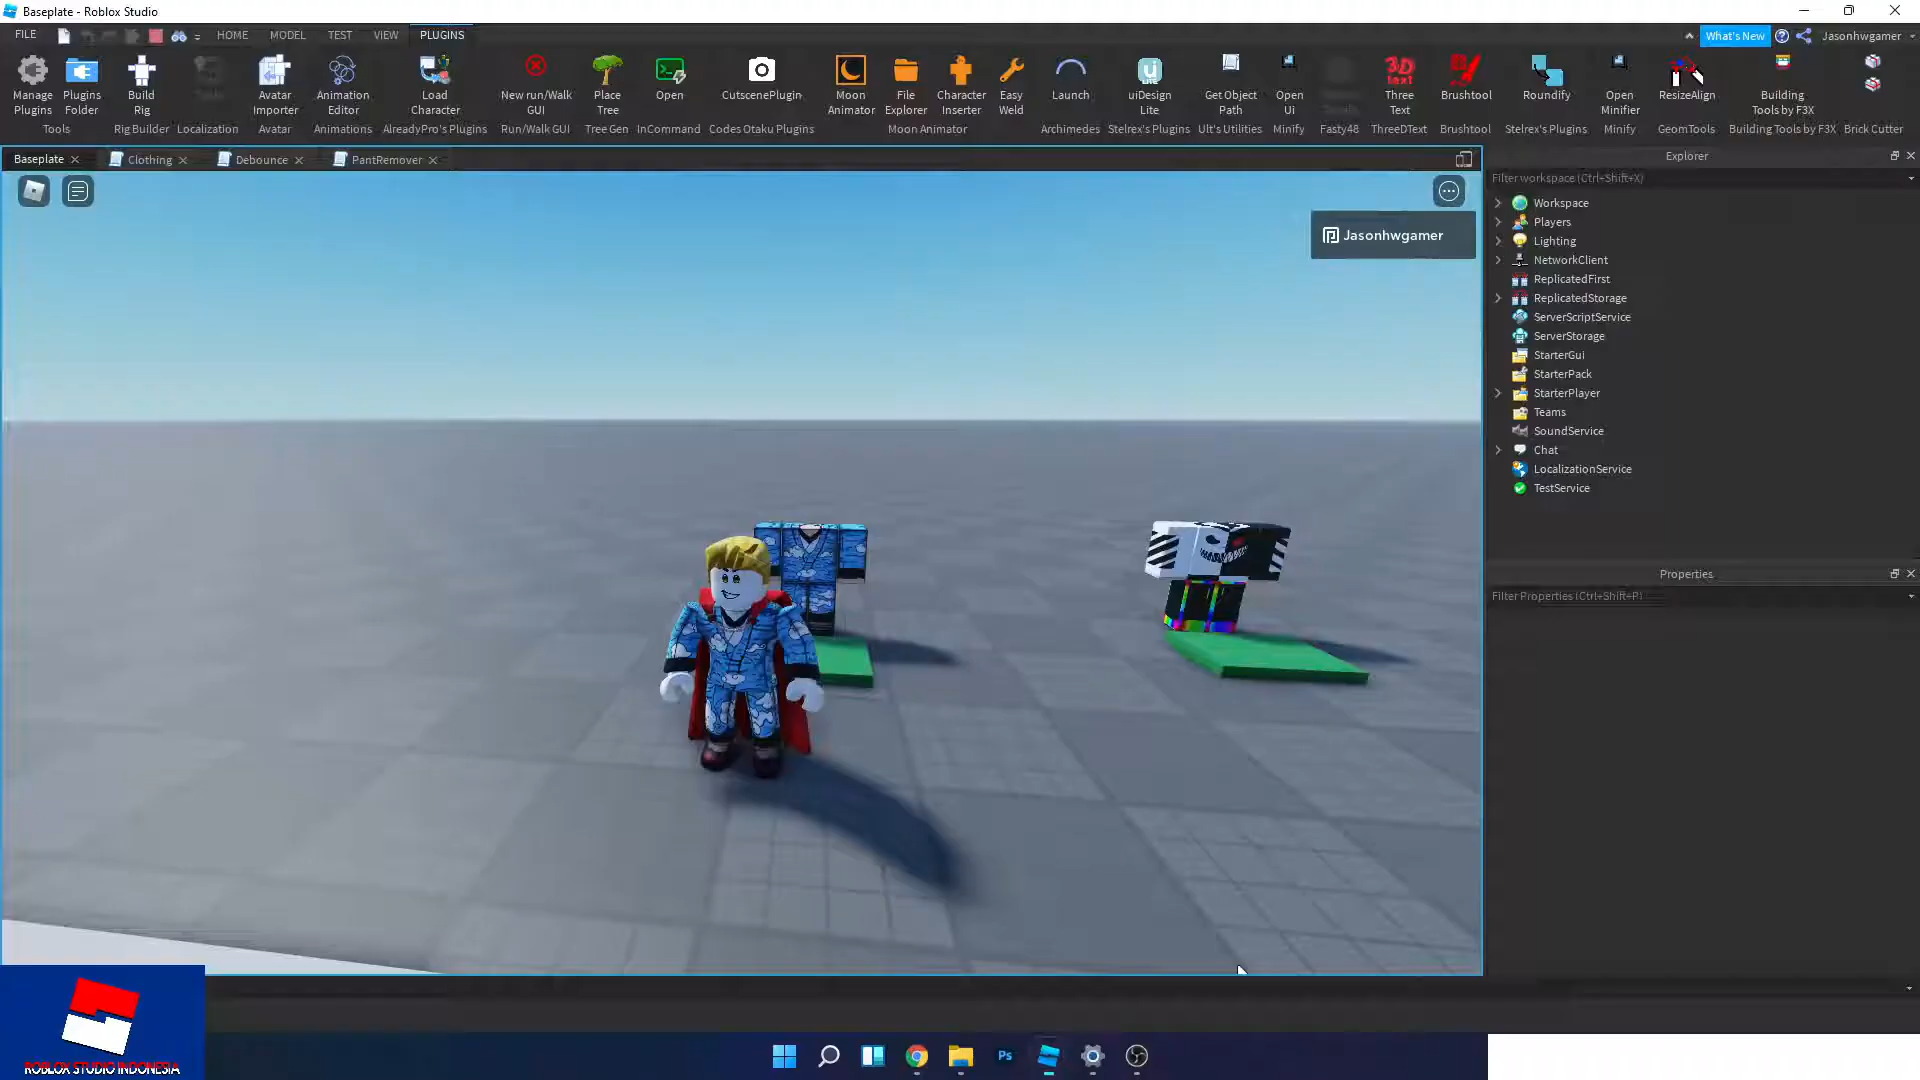 Baseplate - Roblox Studio
FILE
HOME
MODEL
TEST
VIEW
PLUGINS
What's New
Jasonhwgamer
Manage Plugins
Plugins Folder
Build Rig
Avatar Importer
Animation Editor
Load Character
New run/Walk GUI
Place Tree
Open
CutscenePlugin
Moon Animator
File Explorer
Character Inserter
Easy Weld
Launch
uiDesign Lite
Get Object Path
Open Ui
Three Text
Brushtool
Roundify
Open Minifier
ResizeAlign
Building Tools by F3X
Tools
Rig Builder
Localization
Avatar
Animations
AlreadyPro's Plugins
Run/Walk GUI
Tree Gen
InCommand
Codes Otaku Plugins
Moon Animator
Archimedes
Stelrex's Plugins
Ult's Utilities
Minify
Fasty48
ThreeDText
Brushtool
Stelrex's Plugins
Minify
GeomTools
Building Tools by F3X
Brick Cutter
Baseplate
Clothing
Debounce
PantRemover
Explorer
Filter workspace (Ctrl+Shift+X)
Jasonhwgamer
Workspace
Players
Lighting
NetworkClient
ReplicatedFirst
ReplicatedStorage
ServerScriptService
ServerStorage
StarterGui
StarterPack
StarterPlayer
Teams
SoundService
Chat
LocalizationService
TestService
Properties
Filter Properties (Ctrl+Shift+P)
ROBLOX STUDIO INDONESIA
Ps